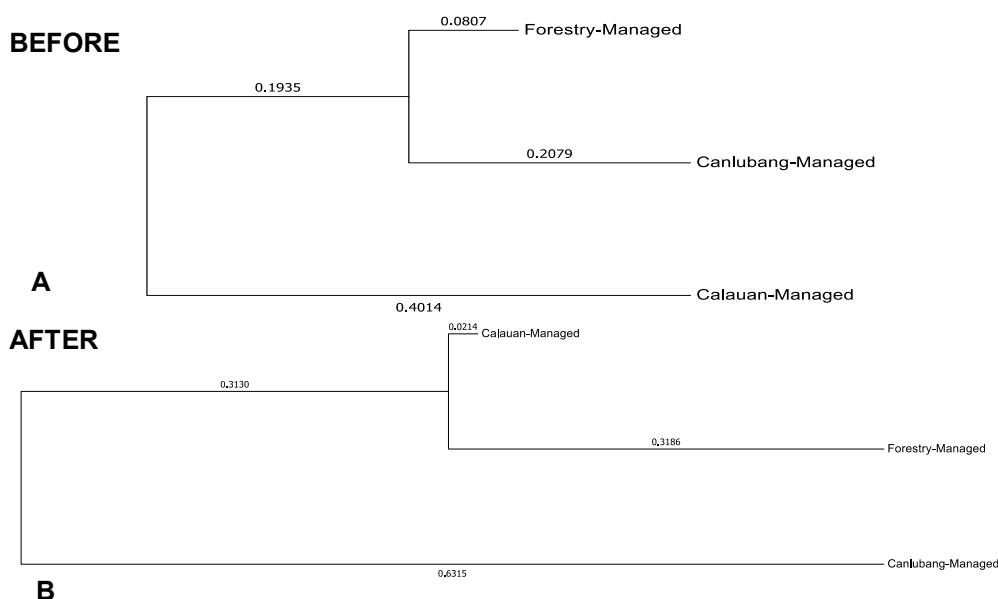 0.0807
Forestry-Managed
BEFORE
0.1935
0.2079
Canlubang-Managed
A
Calauan-Managed
0.4014
AFTER
0.0214
Calauan-Managed
0.3130
0.3186
Forestry-Managed
Canlubang-Managed
0.6315
B